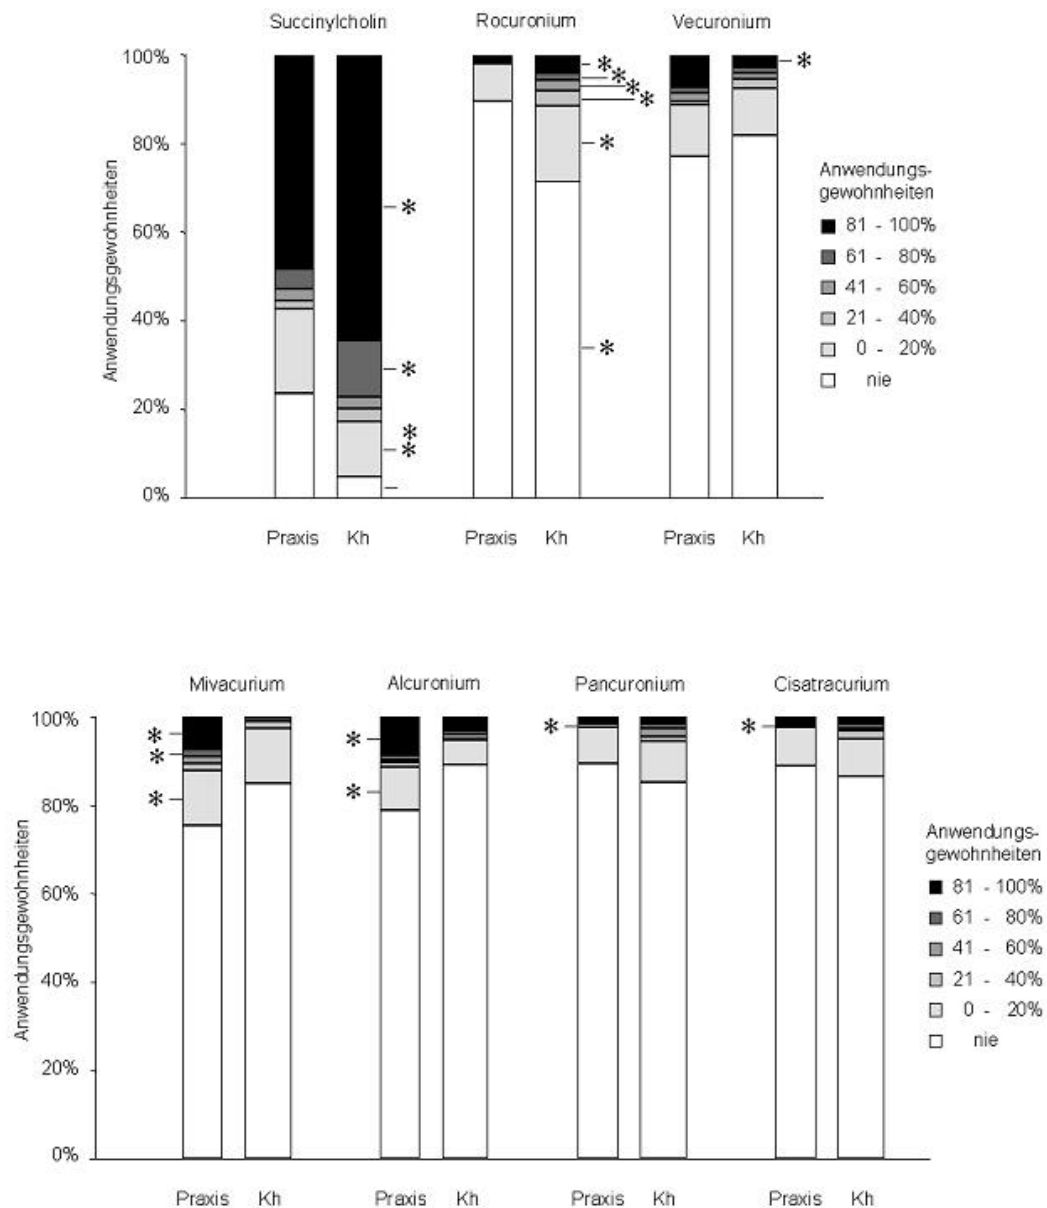 Succinylcholin Rocuronium Vecuronium
100%
80%
60%
40%
20%
0%
Anwendungsgewohnheiten
* * * * * * * * * * *
Anwendungs-
gewohnheiten
81 - 100%
61 - 80%
41 - 60%
21 - 40%
0 - 20%
nie
Praxis Kh Praxis Kh Praxis Kh
Mivacurium Alcuronium Pancuronium Cisatracurium
100%
80%
60%
40%
20%
0%
Anwendungsgewohnheiten
* * * * * * *
Anwendungs-
gewohnheiten
81 - 100%
61 - 80%
41 - 60%
21 - 40%
0 - 20%
nie
Praxis Kh Praxis Kh Praxis Kh Praxis Kh